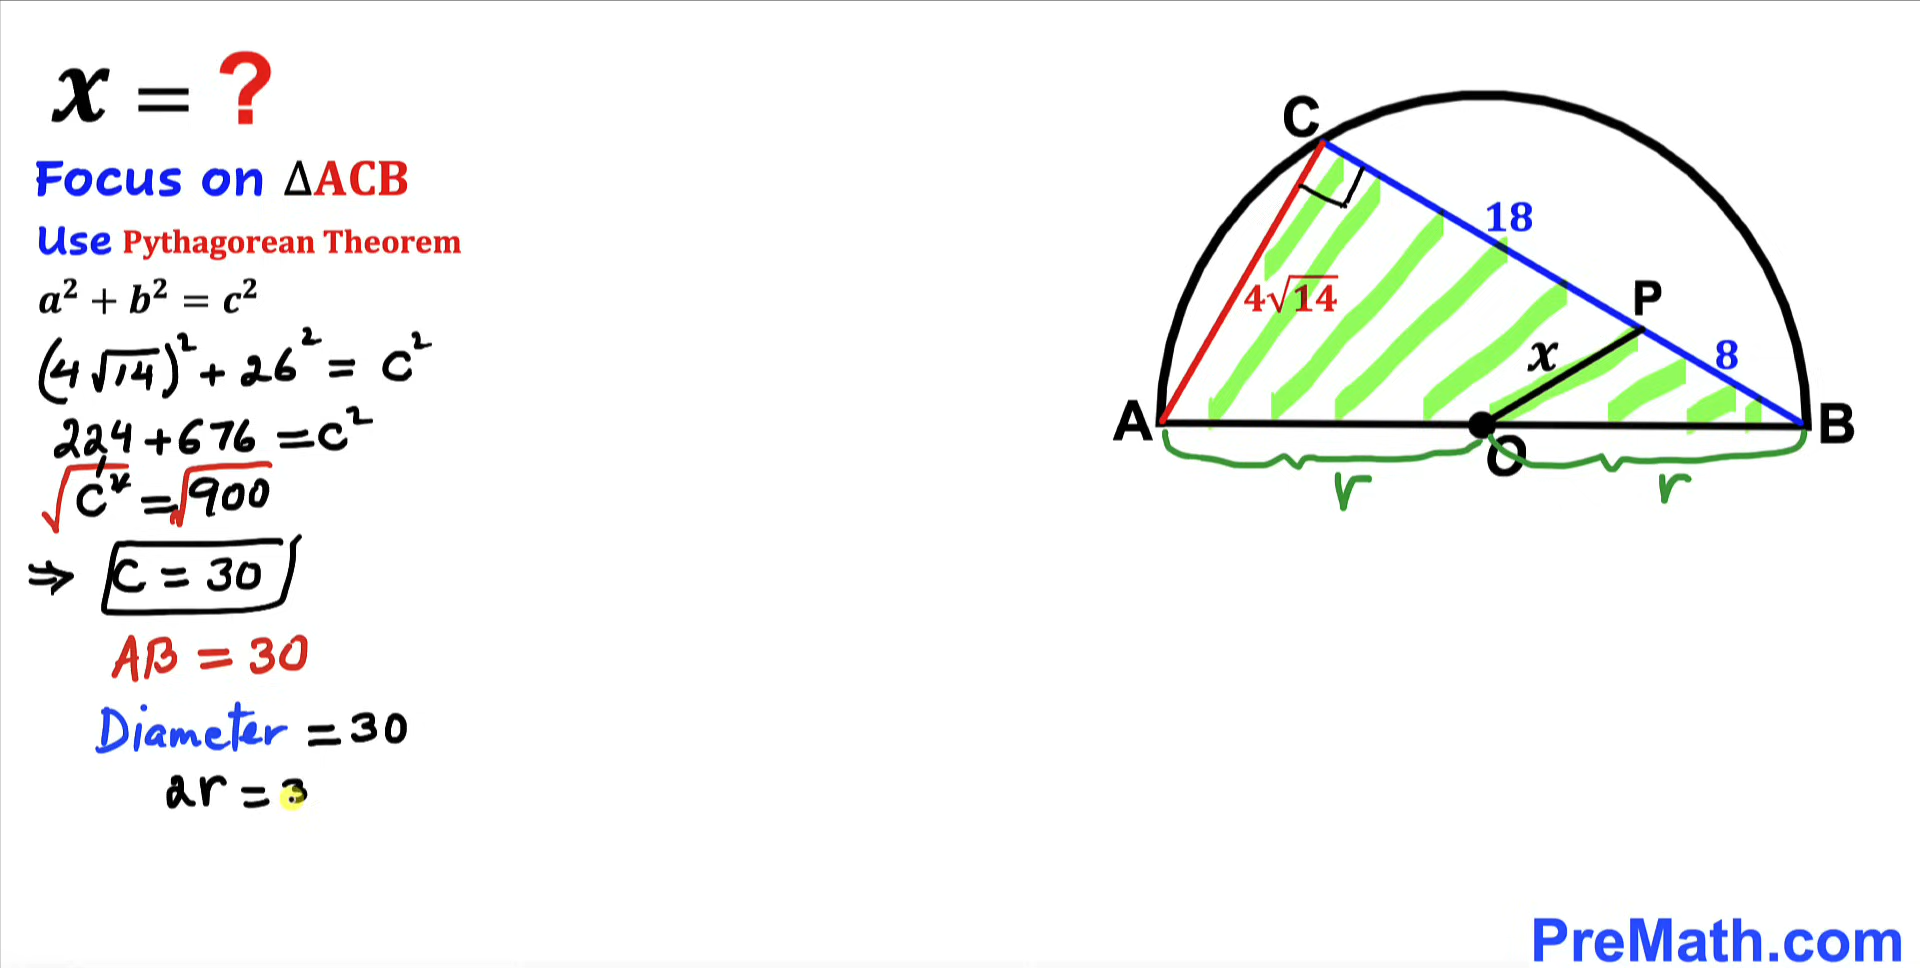 x = ?
Focus on ΔACB
Use Pythagorean Theorem
a² + b² = c²
(4√14)² + 26² = c²
224 + 676 = c²
√c² = √900
⇒ c = 30
AB = 30
Diameter = 30
2r = 3
C
18
4√14
P
x
8
A
O
B
r
r
PreMath.com